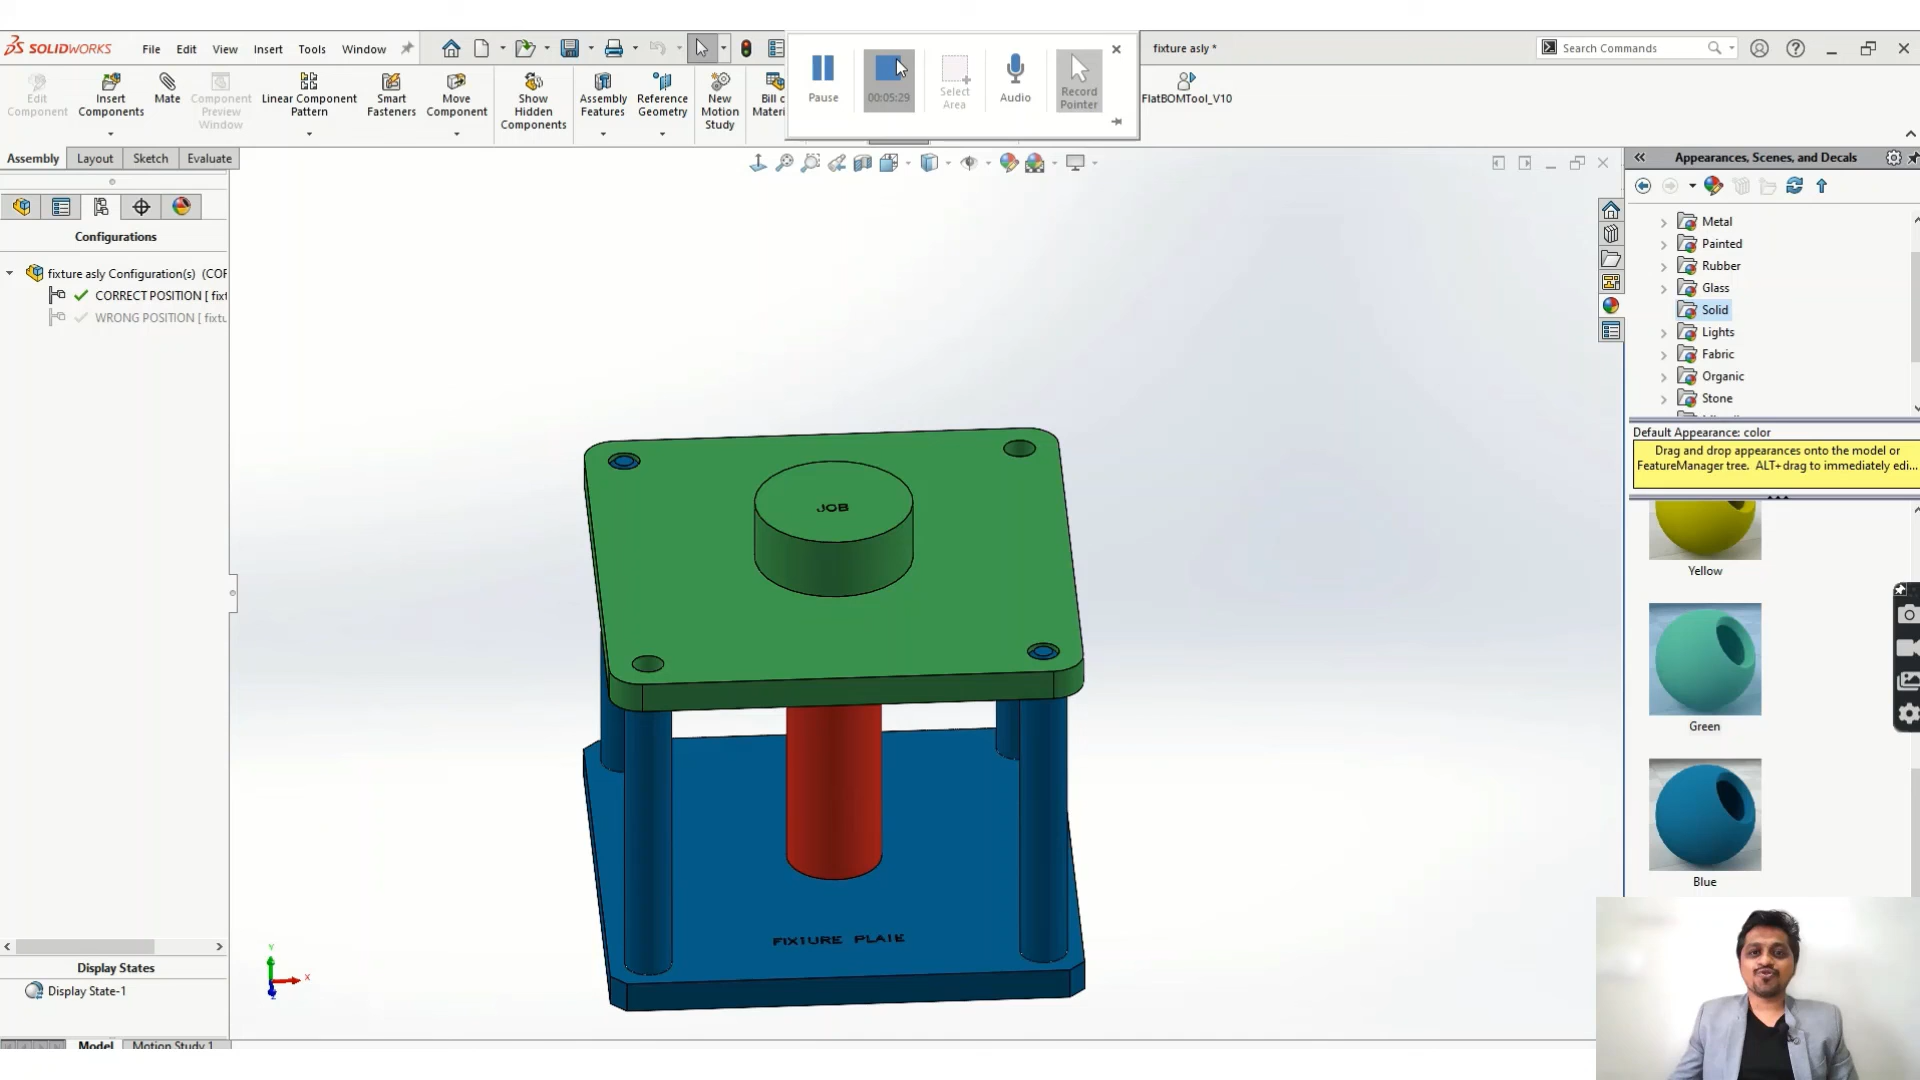 SOLIDWORKS File Edit View Insert Tools Window
fixture asly *
Search Commands
Edit Component
Insert Components
Mate
Component Preview Window
Linear Component Pattern
Smart Fasteners
Move Component
Show Hidden Components
Assembly Features
Reference Geometry
New Motion Study
Bill c
Materi
Pause
00:05:29
Select Area
Audio
Record Pointer
FlatBOMTool_V10
Assembly Layout Sketch Evaluate
Configurations
fixture asly Configuration(s) (COF
CORRECT POSITION [ fixt
WRONG POSITION [ fixtu
Display States
Display State-1
Model Motion Study 1
JOB
FIXTURE PLATE
Y
X
Z
Appearances, Scenes, and Decals
Metal
Painted
Rubber
Glass
Solid
Lights
Fabric
Organic
Stone
Default Appearance: color
Drag and drop appearances onto the model or
FeatureManager tree. ALT+drag to immediately edi...
Yellow
Green
Blue